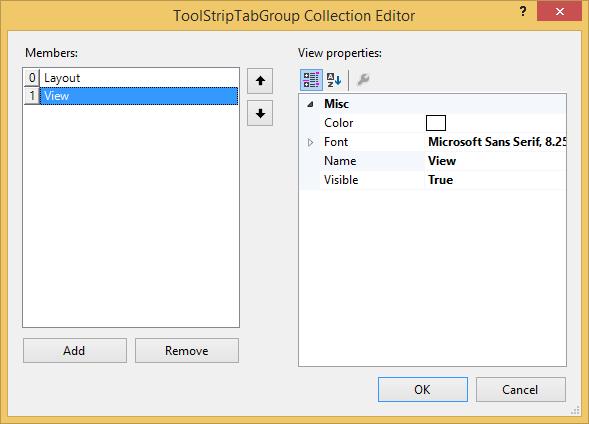 ToolStripTabGroup Collection Editor
?
Members:
0 Layout
1 View
Add
Remove
View properties:
A Z
Misc
Color
Font Microsoft Sans Serif, 8.25
Name View
Visible True
OK
Cancel